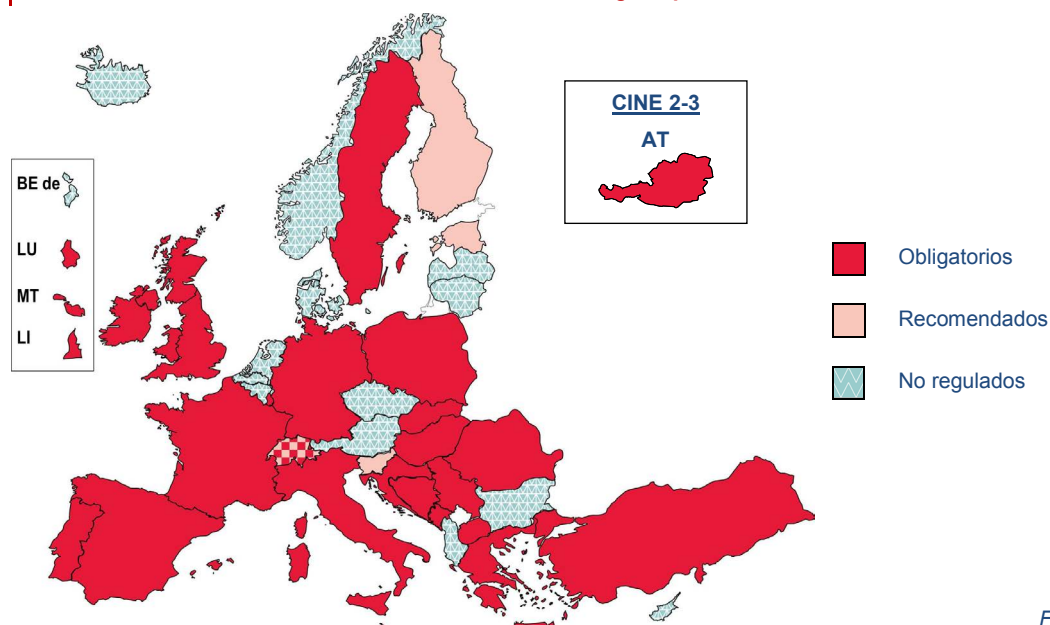 CINE 2-3
AT
BE de
LU
MT
LI
Obligatorios
Recomendados
No regulados